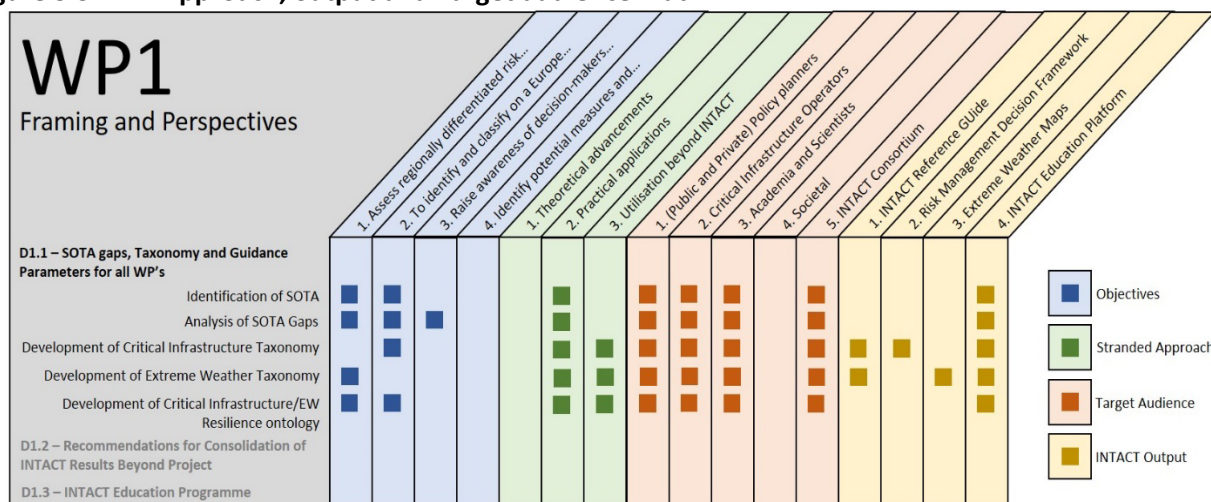 WP1
Framing and Perspectives
1. Assess regionally differentiated risk...
2. To identify and classify on a Europe...
3. Raise awareness of decision-makers...
4. Identify potential measures and...
1. Theoretical advancements
2. Practical applications
3. Utilisation beyond INTACT
1. (Public and Private) Policy planners
2. Critical Infrastructure Operators
3. Academia and Scientists
4. Societal
5. INTACT Consortium
1. INTACT Reference GUide
2. Risk Management Decision Framework
3. Extreme Weather Maps
4. INTACT Education Platform
D1.1 – SOTA gaps, Taxonomy and Guidance
Parameters for all WP's
Identification of SOTA
Analysis of SOTA Gaps
Development of Critical Infrastructure Taxonomy
Development of Extreme Weather Taxonomy
Development of Critical Infrastructure/EW
Resilience ontology
D1.2 – Recommendations for Consolidation of
INTACT Results Beyond Project
D1.3 – INTACT Education Programme
Objectives
Stranded Approach
Target Audience
INTACT Output